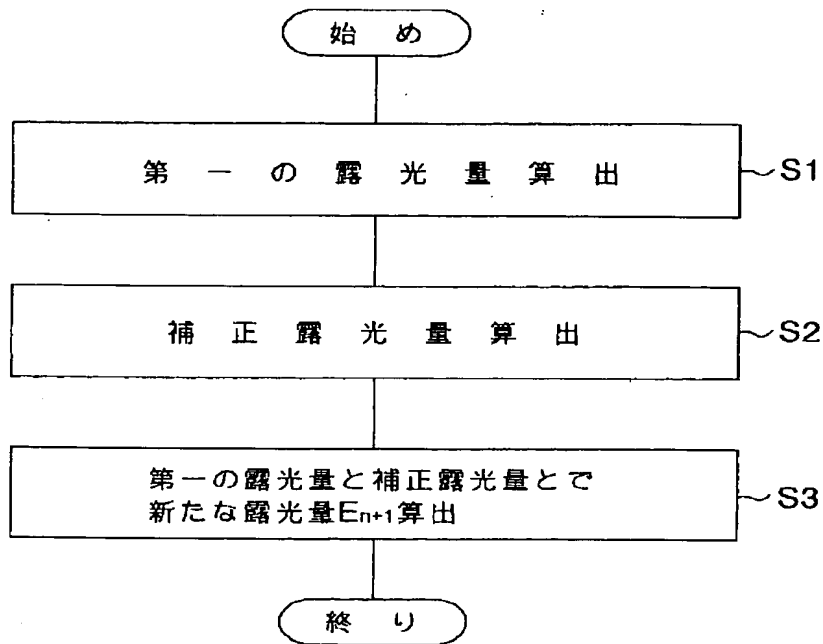 始め
第一の露光量算出
S1
補正露光量算出
S2
第一の露光量と補正露光量とで
新たな露光量En+1算出
S3
終り